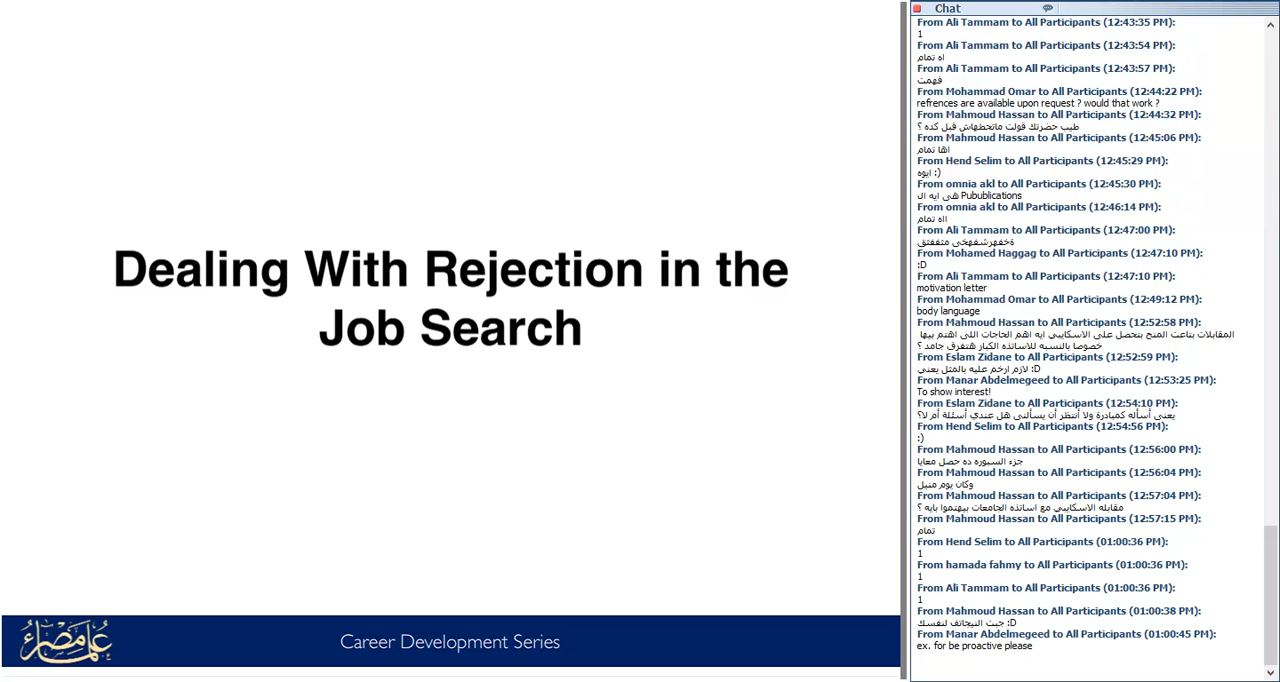 Dealing With Rejection in the
Job Search
علماء مصر
Career Development Series
Chat
From Ali Tammam to All Participants (12:43:35 PM):
1
From Ali Tammam to All Participants (12:43:54 PM):
اه تمام
From Ali Tammam to All Participants (12:43:57 PM):
فهمت
From Mohammad Omar to All Participants (12:44:22 PM):
refrences are available upon request ? would that work ?
From Mahmoud Hassan to All Participants (12:44:32 PM):
طيب حضرتك قولت ماتحطهاش قبل كده ؟
From Mahmoud Hassan to All Participants (12:45:06 PM):
اها تمام
From Hend Selim to All Participants (12:45:29 PM):
ايوه :)
From omnia akl to All Participants (12:45:30 PM):
هى ايه ال Pubublications
From omnia akl to All Participants (12:46:14 PM):
ااه تمام
From Ali Tammam to All Participants (12:47:00 PM):
From Mohamed Haggag to All Participants (12:47:10 PM):
:D
From Ali Tammam to All Participants (12:47:10 PM):
motivation letter
From Mohammad Omar to All Participants (12:49:12 PM):
body language
From Mahmoud Hassan to All Participants (12:52:58 PM):
المقابلات بتاعت المنح بتحصل على الاسكايبي ايه اهم الحاجات اللى اهتم بيها
خصوصا بالنسبه للاساتذه الكبار هتفرق جامد ؟
From Eslam Zidane to All Participants (12:52:59 PM):
لازم ارخم عليه بالمثل يعني :D
From Manar Abdelmegeed to All Participants (12:53:25 PM):
To show interest!
From Eslam Zidane to All Participants (12:54:10 PM):
يعنى أسأله كمبادرة ولا أنتظر أن يسألنى هل عندي أسئلة أم لا؟
From Hend Selim to All Participants (12:54:56 PM):
:)
From Mahmoud Hassan to All Participants (12:56:00 PM):
جزء السبوره ده حصل معايا
From Mahmoud Hassan to All Participants (12:56:04 PM):
وكان يوم منيل
From Mahmoud Hassan to All Participants (12:57:04 PM):
مقابله الاسكايبي مع اساتذه الجامعات بيهتموا بايه ؟
From Mahmoud Hassan to All Participants (12:57:15 PM):
تمام
From Hend Selim to All Participants (01:00:36 PM):
1
From hamada fahmy to All Participants (01:00:36 PM):
1
From Ali Tammam to All Participants (01:00:36 PM):
1
From Mahmoud Hassan to All Participants (01:00:38 PM):
جبت النيجاتف لنفسك :D
From Manar Abdelmegeed to All Participants (01:00:45 PM):
ex. for be proactive please